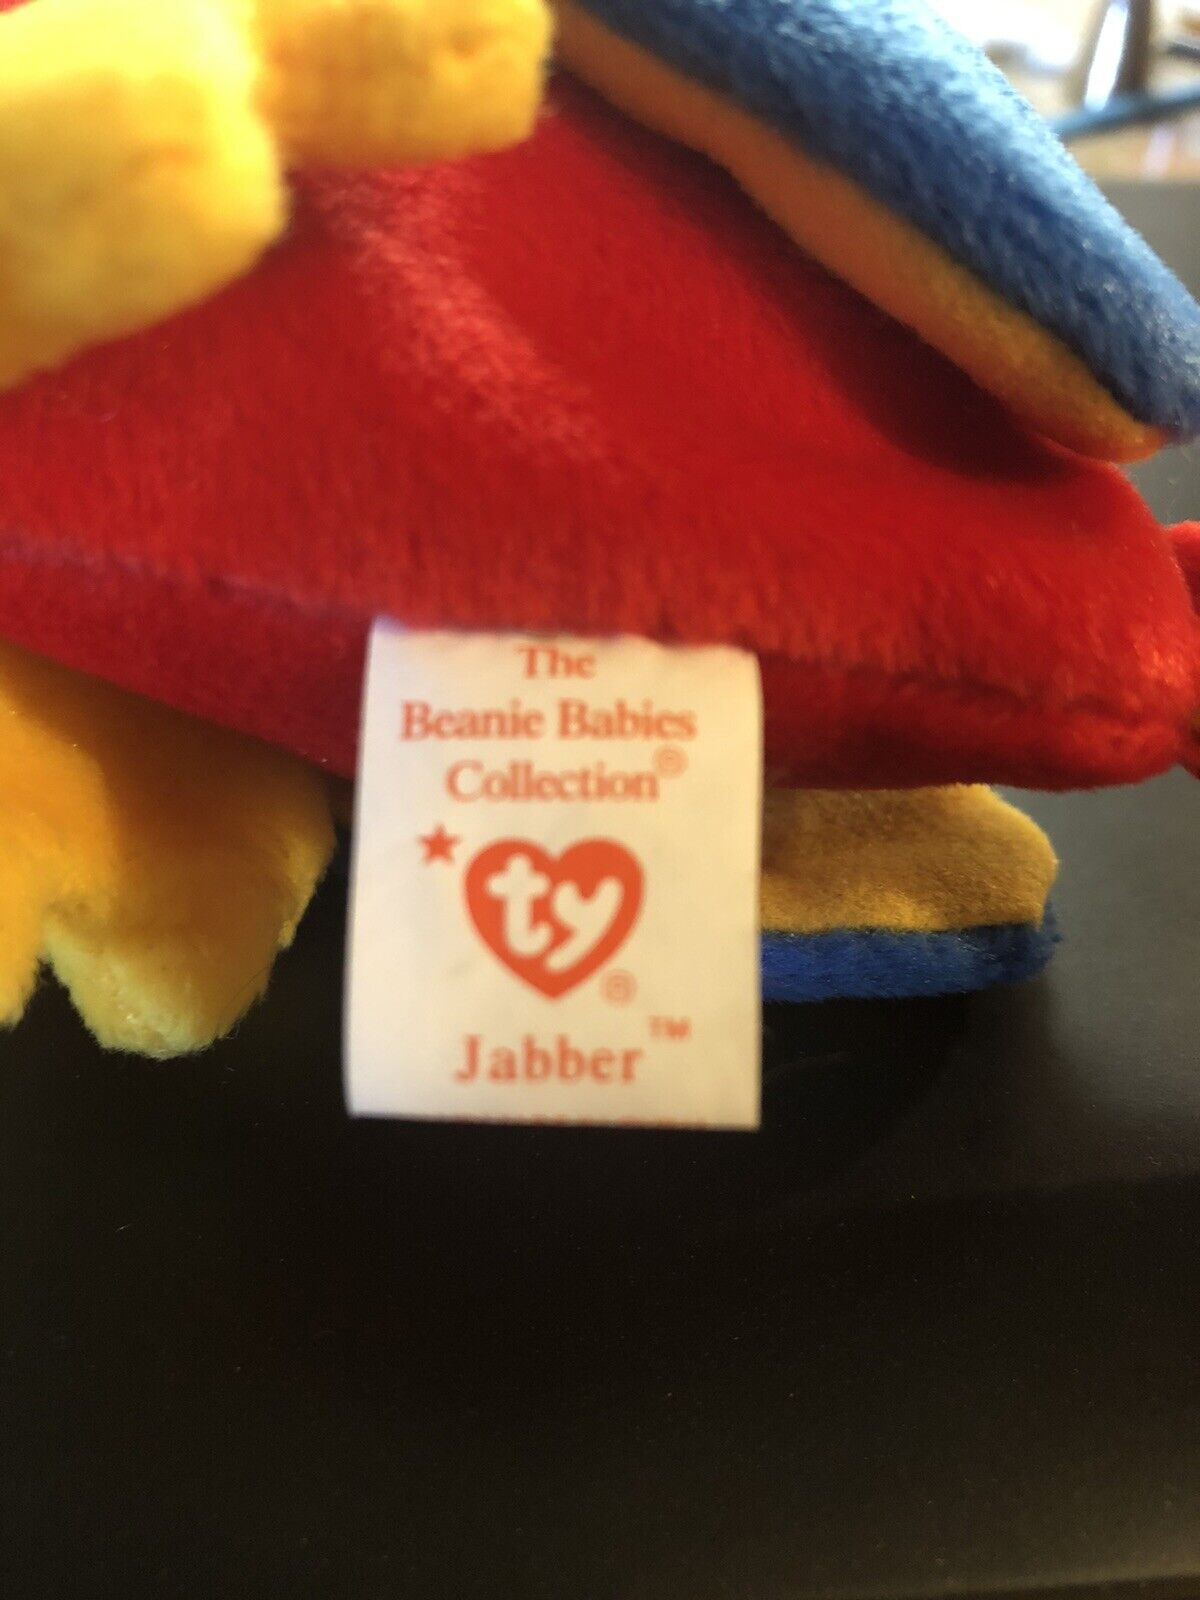 The
Beanie Babies
Collection®
ty®
Jabber™